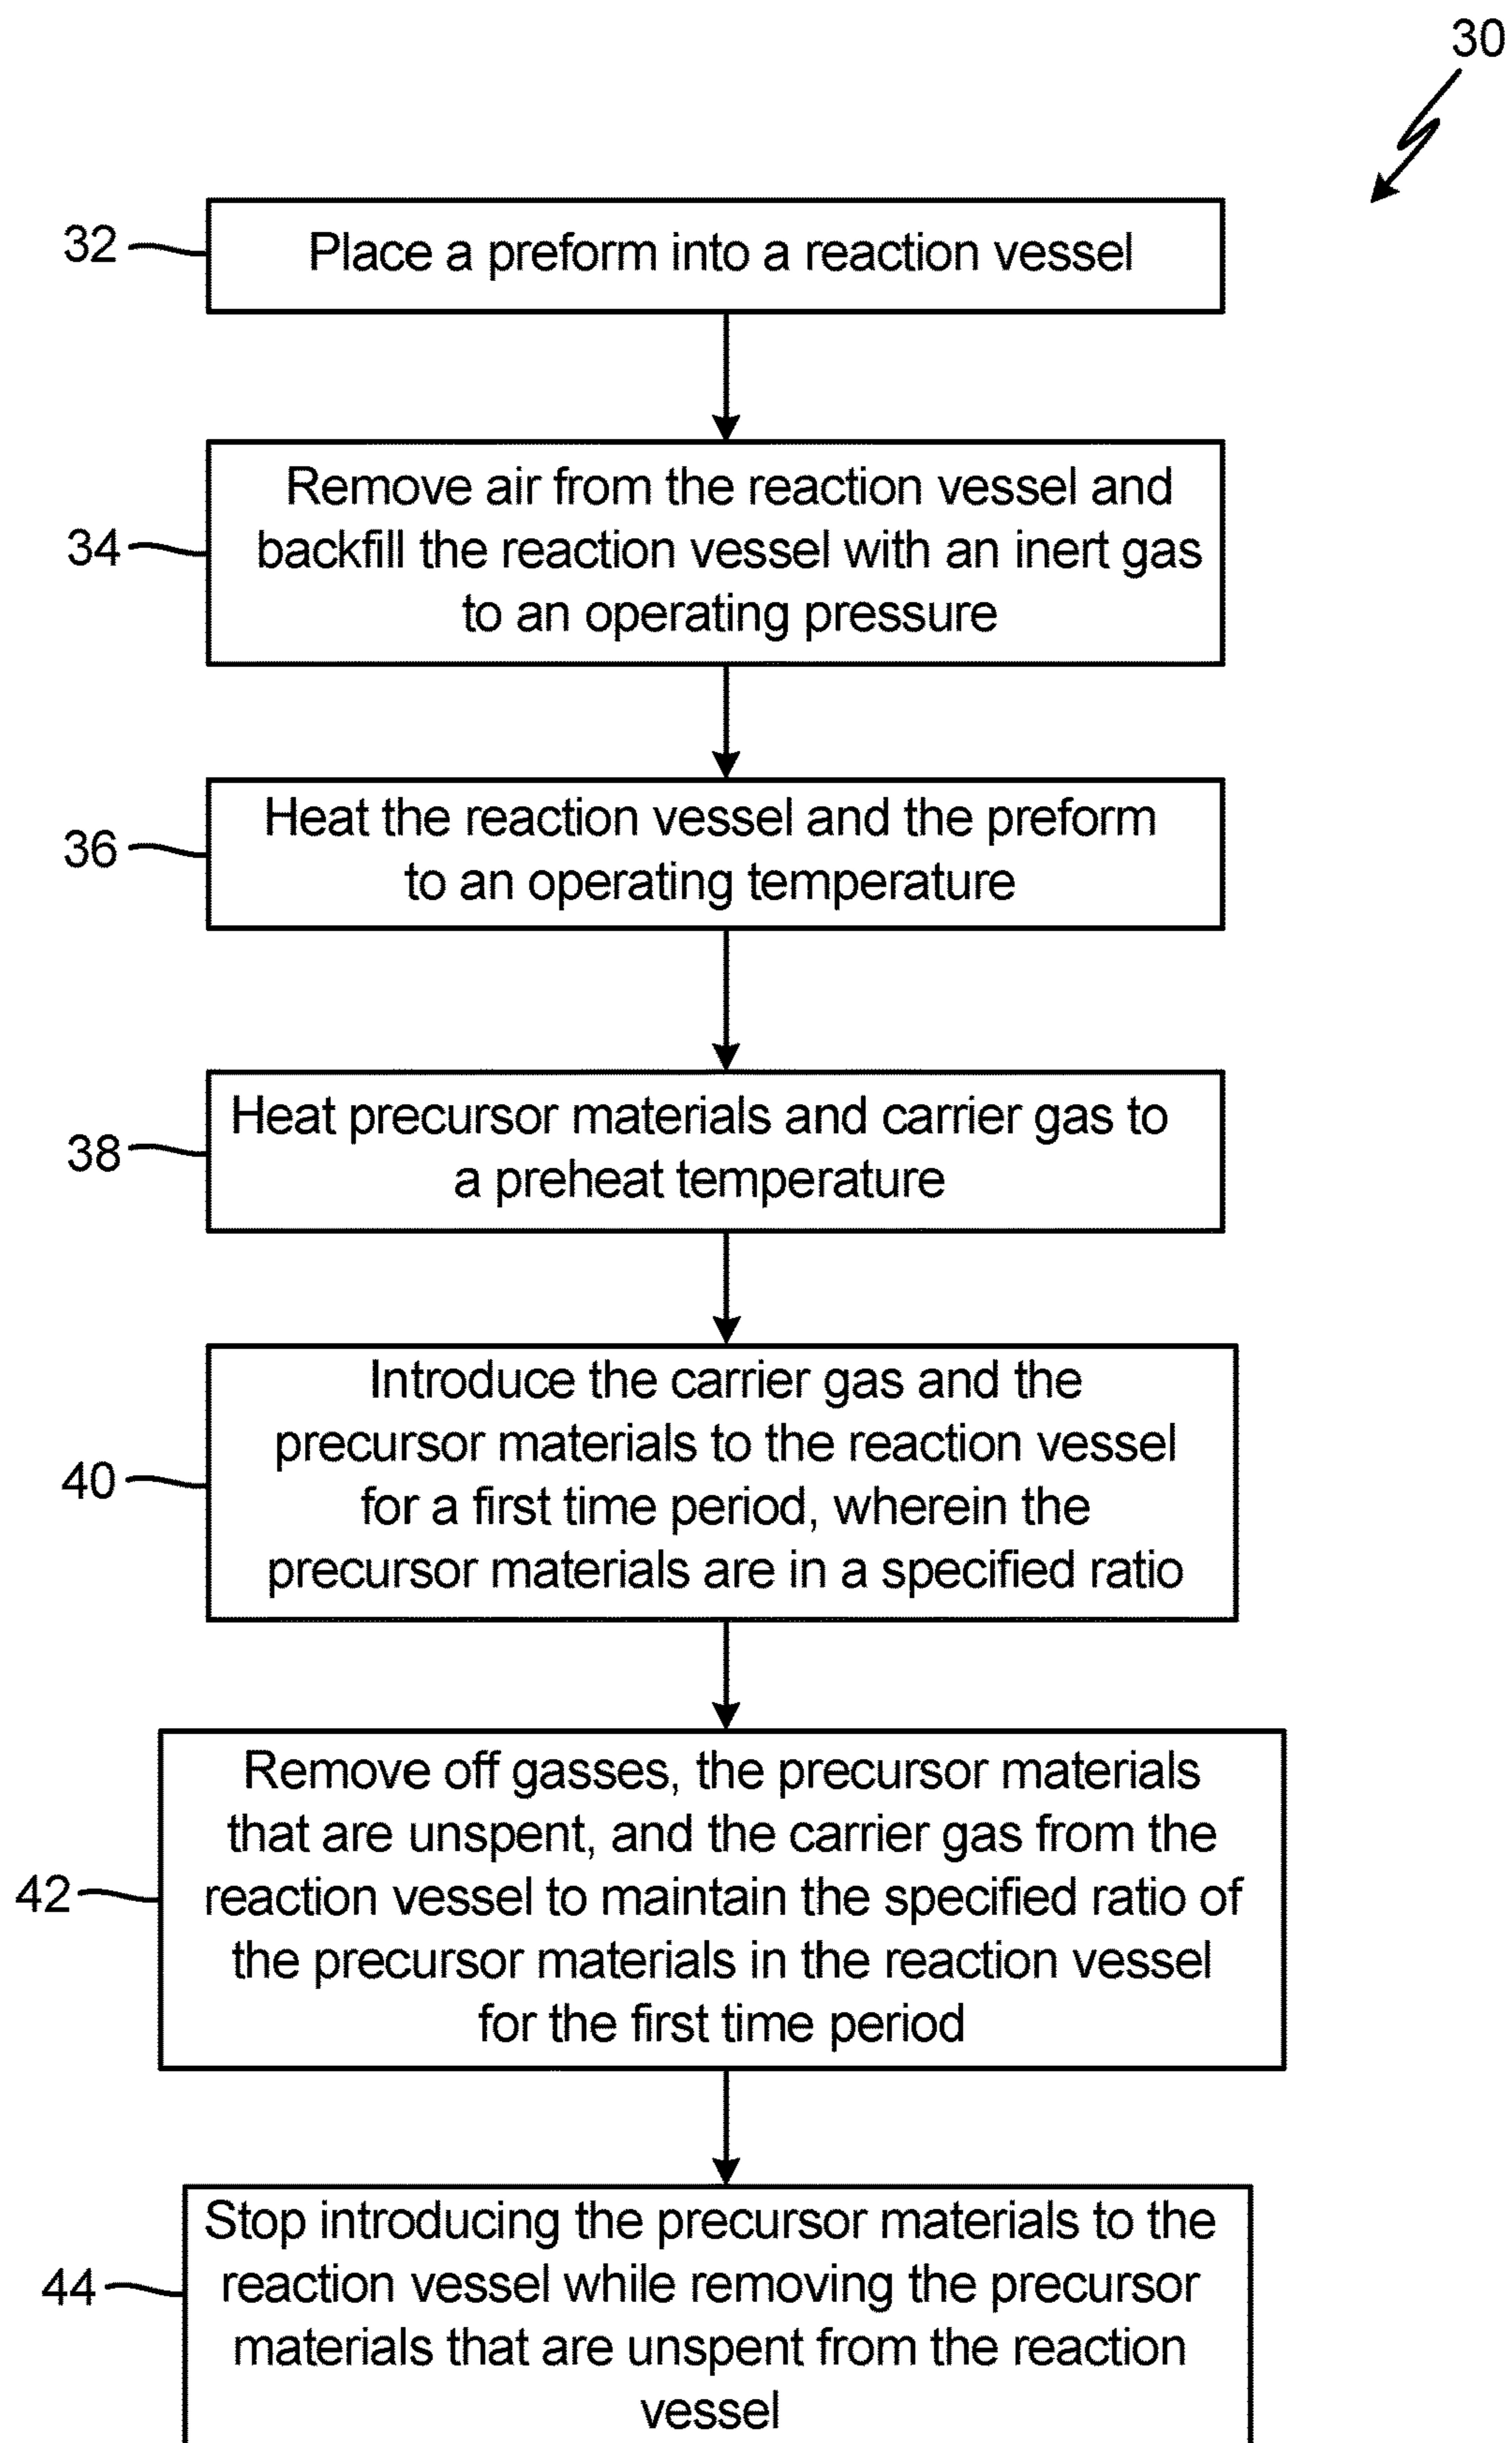 30
32
Place a preform into a reaction vessel
34
Remove air from the reaction vessel and
backfill the reaction vessel with an inert gas
to an operating pressure
36
Heat the reaction vessel and the preform
to an operating temperature
38
Heat precursor materials and carrier gas to
a preheat temperature
40
Introduce the carrier gas and the
precursor materials to the reaction vessel
for a first time period, wherein the
precursor materials are in a specified ratio
42
Remove off gasses, the precursor materials
that are unspent, and the carrier gas from the
reaction vessel to maintain the specified ratio of
the precursor materials in the reaction vessel
for the first time period
44
Stop introducing the precursor materials to the
reaction vessel while removing the precursor
materials that are unspent from the reaction
vessel